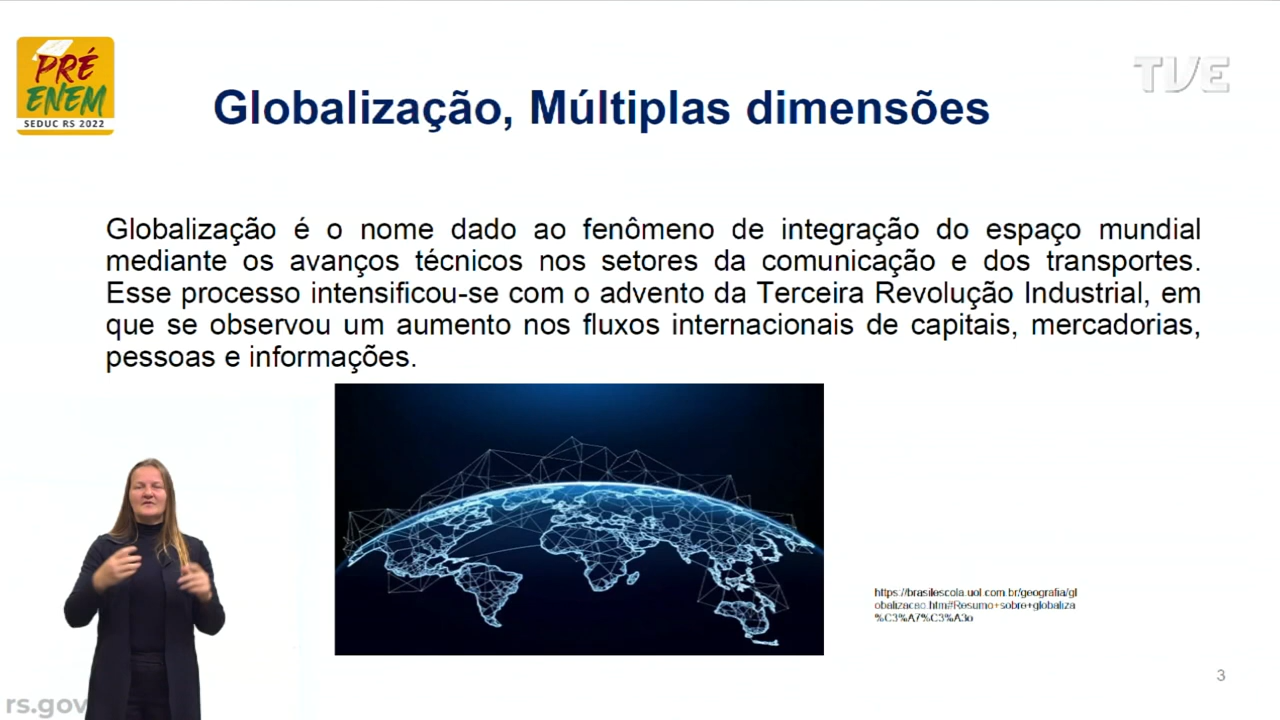 PRÉ
ENEM
SEDUC RS 2022
TVE
Globalização, Múltiplas dimensões
Globalização é o nome dado ao fenômeno de integração do espaço mundial
mediante os avanços técnicos nos setores da comunicação e dos transportes.
Esse processo intensificou-se com o advento da Terceira Revolução Industrial, em
que se observou um aumento nos fluxos internacionais de capitais, mercadorias,
pessoas e informações.
https://brasilescola.uol.com.br/geografia/gl
obalizacao.htm#Resumo+sobre+globaliza
%C3%A7%C3%A3o
3
rs.gov